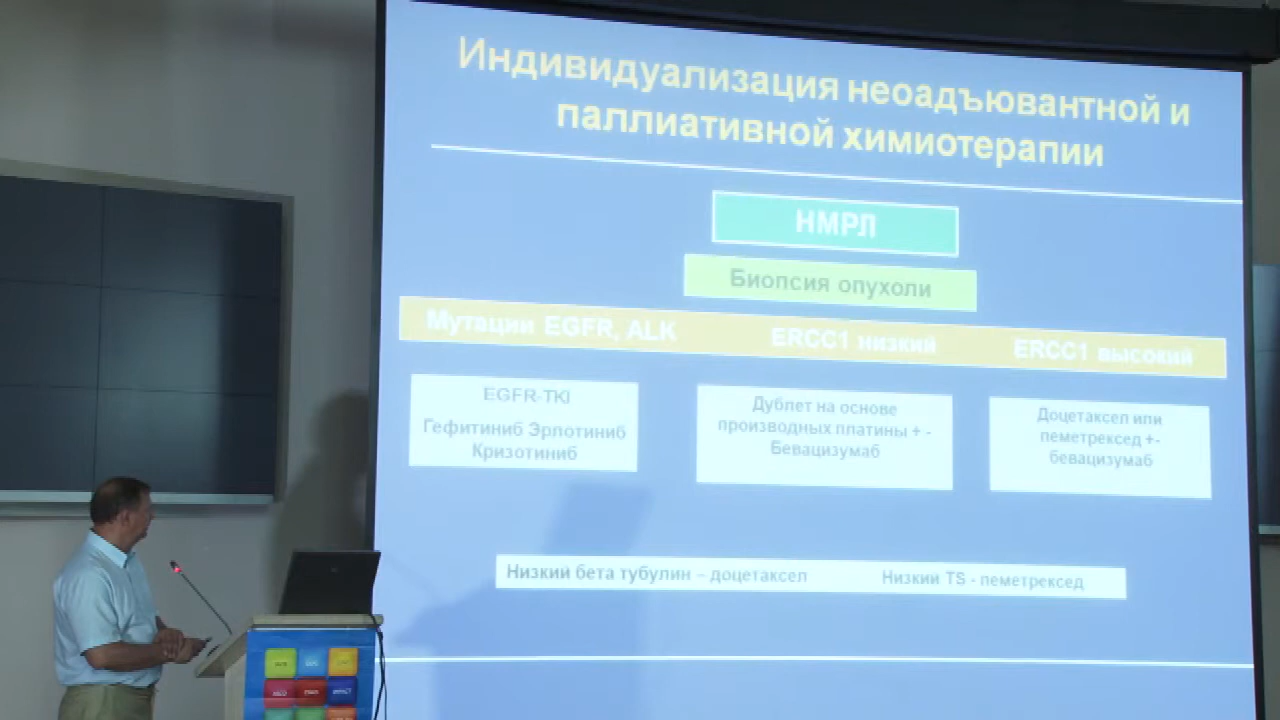 Индивидуализация неоадъювантной и
паллиативной химиотерапии
НМРЛ
Биопсия опухоли
Мутации EGFR, ALK
ERCC1 низкий
ERCC1 высокий
EGFR-TKI
Гефитиниб Эрлотиниб
Кризотиниб
Дублет на основе
производных платины + -
Бевацизумаб
Доцетаксел или
пеметрексед +-
бевацизумаб
Низкий бета тубулин – доцетаксел
Низкий TS - пеметрексед